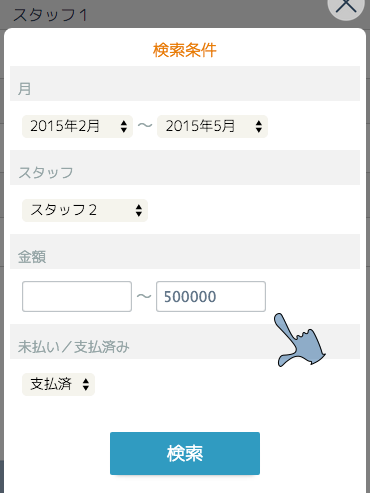 スタッフ1
検索条件
月
2015年2月 ～ 2015年5月
スタッフ
スタッフ2
金額
～ 500000
未払い／支払済み
支払済
検索